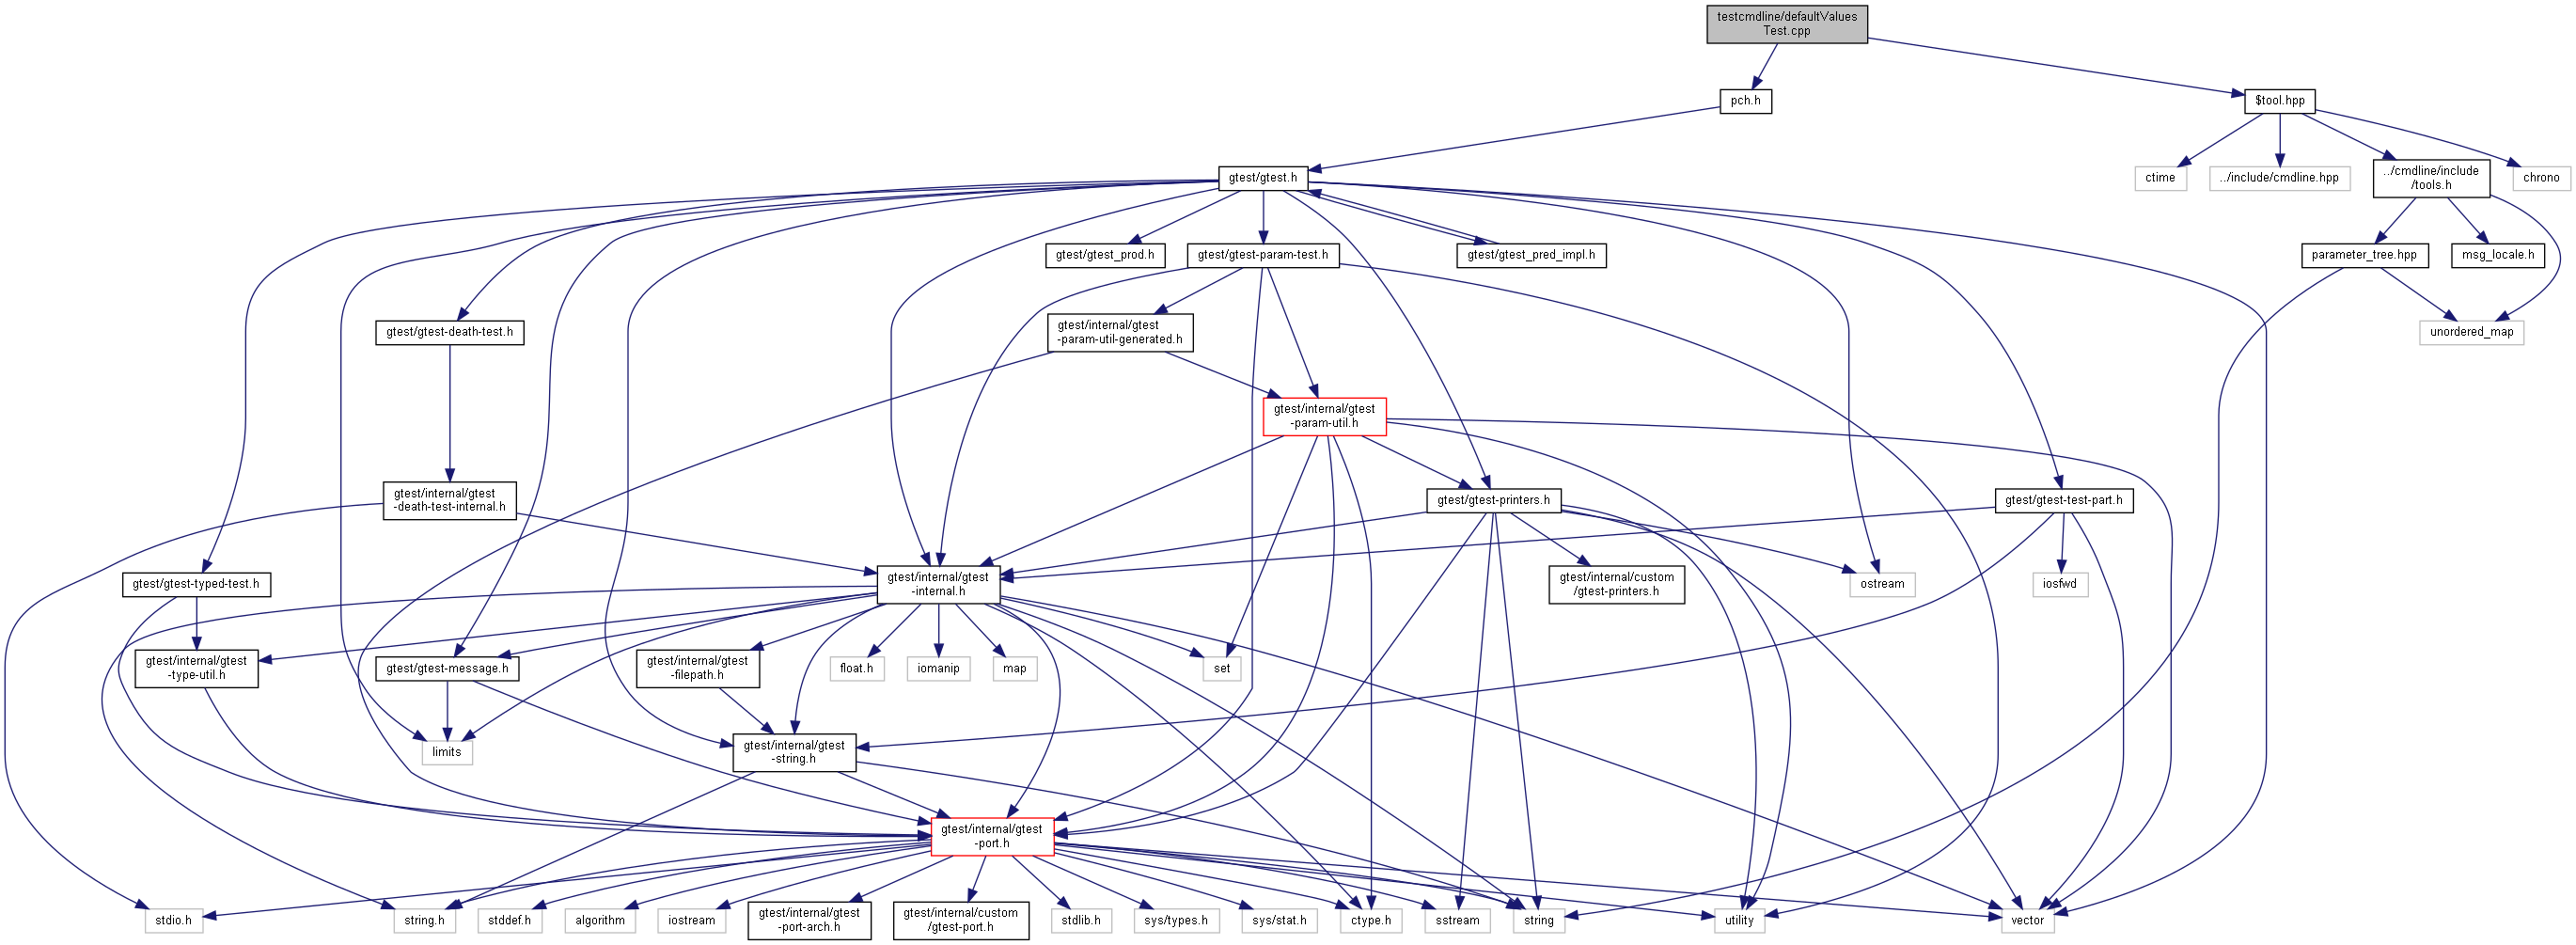 testcmdline/defaultValues
Test.cpp
pch.h
$tool.hpp
gtest/gtest.h
ctime
../include/cmdline.hpp
../cmdline/include
/tools.h
chrono
gtest/gtest_prod.h
gtest/gtest-param-test.h
gtest/gtest_pred_impl.h
parameter_tree.hpp
msg_locale.h
gtest/gtest-death-test.h
gtest/internal/gtest
-param-util-generated.h
unordered_map
gtest/internal/gtest
-param-util.h
gtest/internal/gtest
-death-test-internal.h
gtest/gtest-printers.h
gtest/gtest-test-part.h
gtest/gtest-typed-test.h
gtest/internal/gtest
-internal.h
gtest/internal/custom
/gtest-printers.h
ostream
iosfwd
gtest/internal/gtest
-type-util.h
gtest/gtest-message.h
gtest/internal/gtest
-filepath.h
float.h
iomanip
map
set
limits
gtest/internal/gtest
-string.h
gtest/internal/gtest
-port.h
stdio.h
string.h
stddef.h
algorithm
iostream
gtest/internal/gtest
-port-arch.h
gtest/internal/custom
/gtest-port.h
stdlib.h
sys/types.h
sys/stat.h
ctype.h
sstream
string
utility
vector